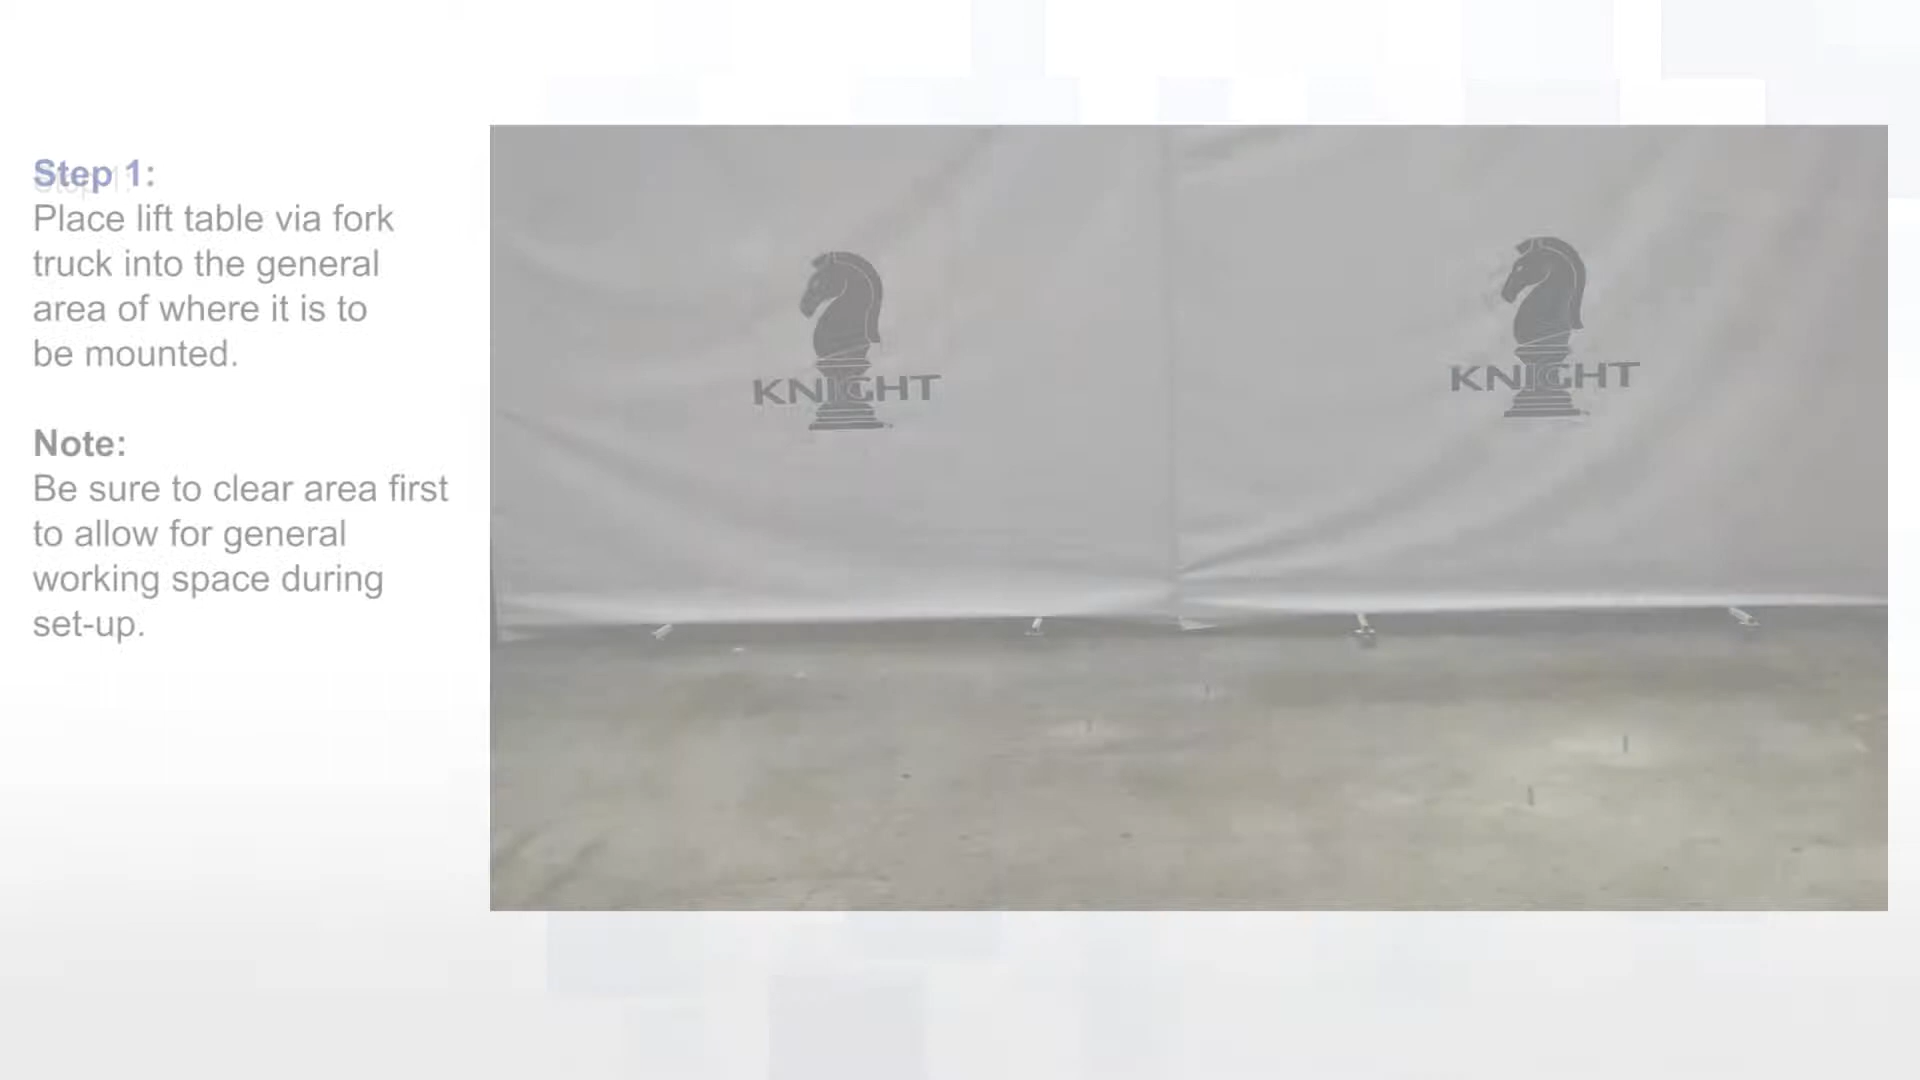 Step 1:
Place lift table via fork
truck into the general
area of where it is to
be mounted.
Note:
Be sure to clear area first
to allow for general
working space during
set-up.
KNIGHT
KNIGHT